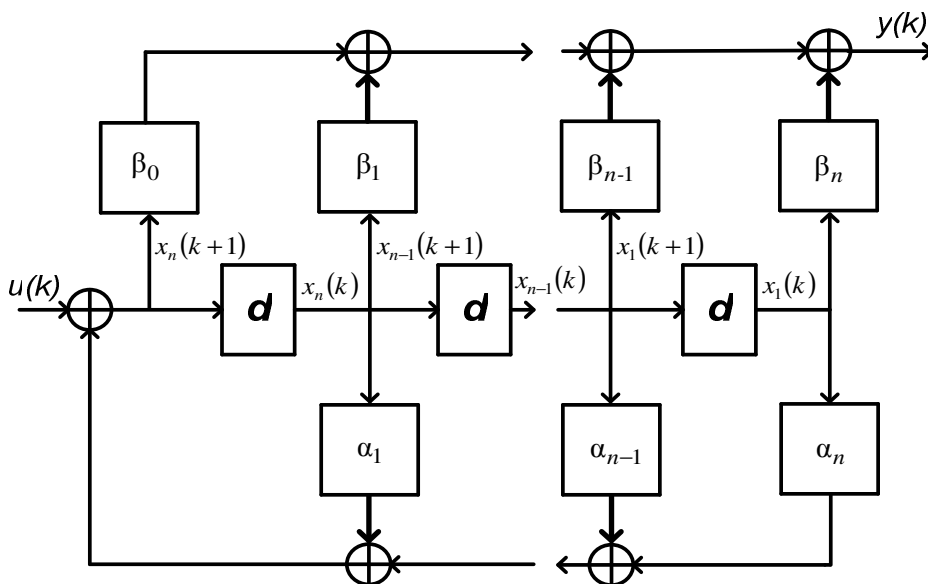 y(k)
β₀
β₁
βₙ₋₁
βₙ
xₙ(k+1)
xₙ₋₁(k+1)
x₁(k+1)
u(k)
d
xₙ(k)
d
xₙ₋₁(k)
d
x₁(k)
α₁
αₙ₋₁
αₙ